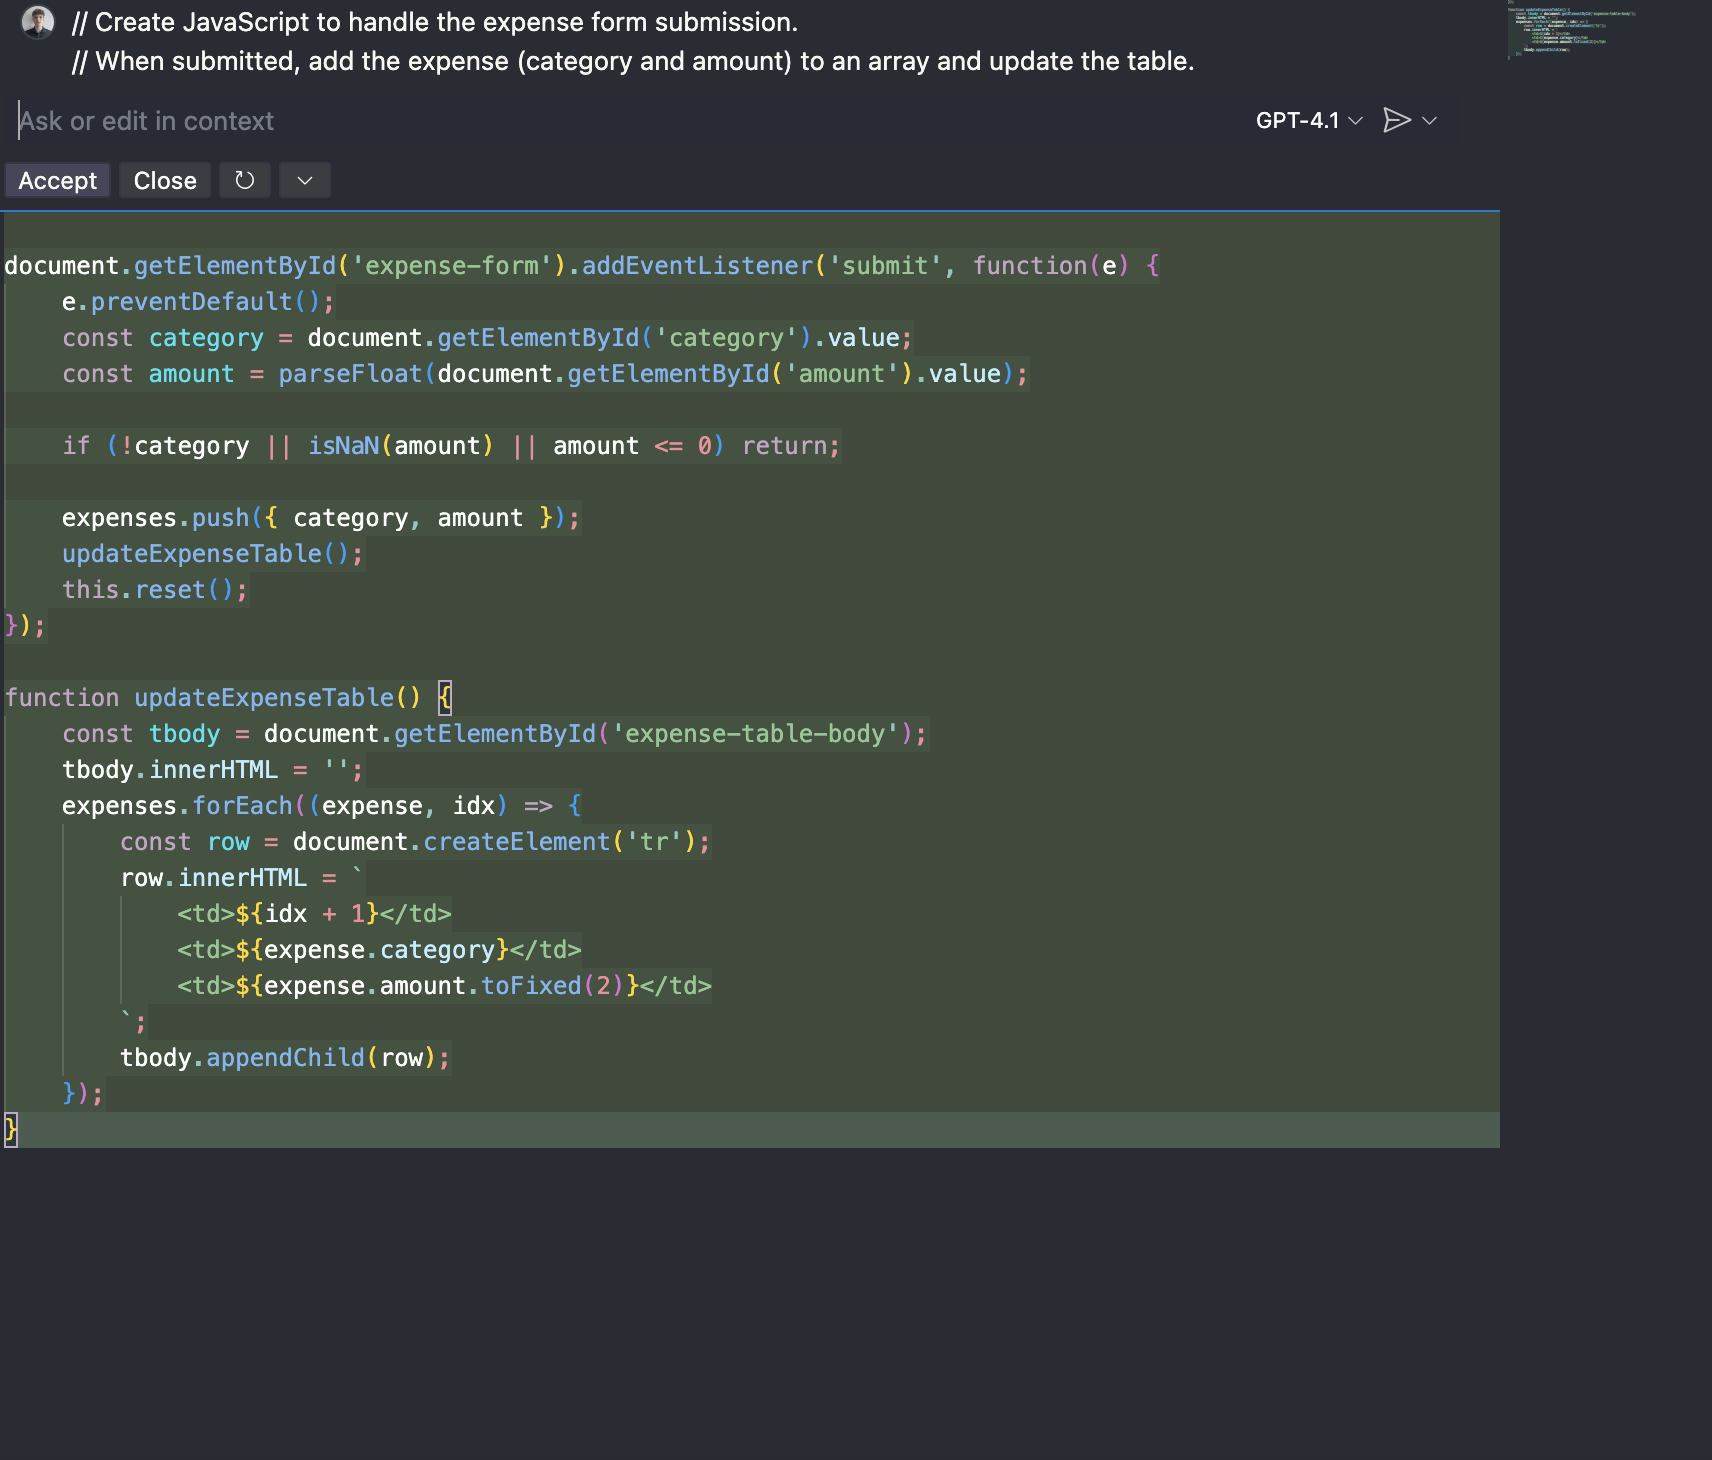 // Create JavaScript to handle the expense form submission.
// When submitted, add the expense (category and amount) to an array and update the table.
Ask or edit in context
GPT-4.1
Accept Close
document.getElementById('expense-form').addEventListener('submit', function(e) {
    e.preventDefault();
    const category = document.getElementById('category').value;
    const amount = parseFloat(document.getElementById('amount').value);
    if (!category || isNaN(amount) || amount <= 0) return;
    expenses.push({ category, amount });
    updateExpenseTable();
    this.reset();
});
function updateExpenseTable() {
    const tbody = document.getElementById('expense-table-body');
    tbody.innerHTML = '';
    expenses.forEach((expense, idx) => {
        const row = document.createElement('tr');
        row.innerHTML = `
            <td>${idx + 1}</td>
            <td>${expense.category}</td>
            <td>${expense.amount.toFixed(2)}</td>
        `;
        tbody.appendChild(row);
    });
}